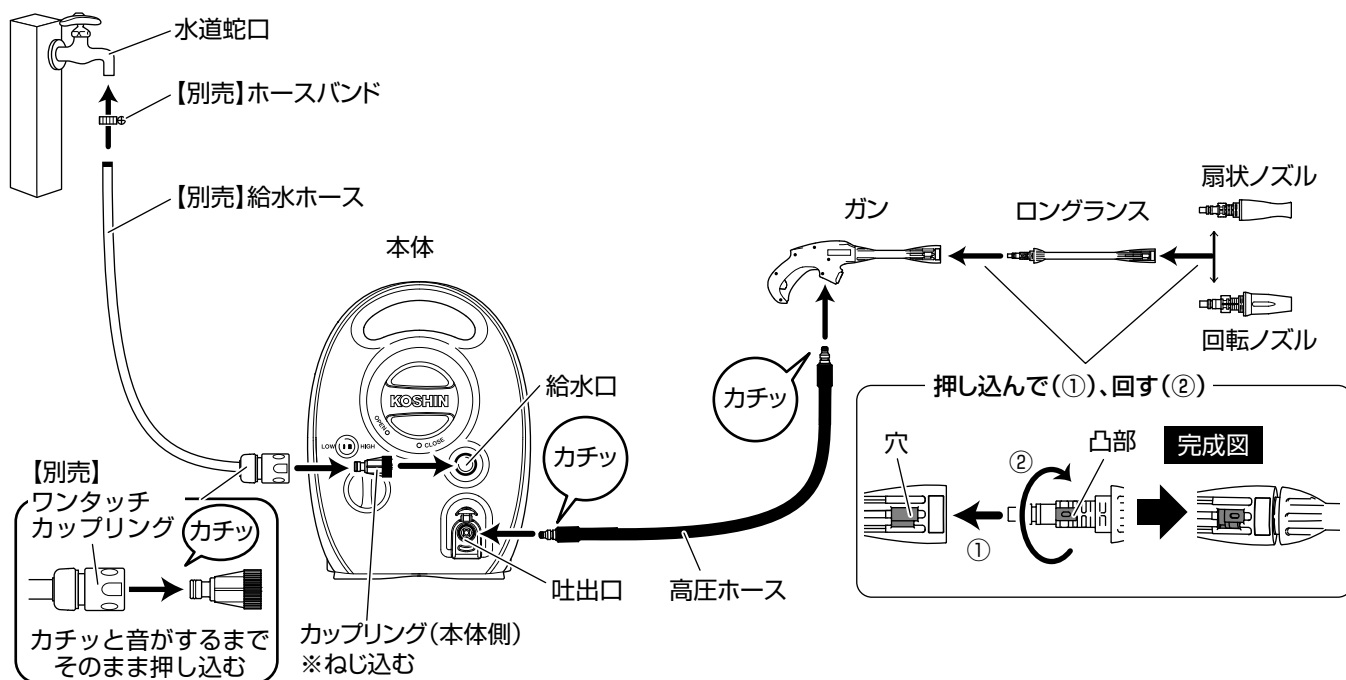 水道蛇口
【別売】ホースバンド
【別売】給水ホース
本体
KOSHIN
OPEN
CLOSE
LOW
HIGH
給水口
カチッ
吐出口
高圧ホース
カップリング(本体側)
※ねじ込む
【別売】
ワンタッチ
カップリング
カチッ
カチッと音がするまで
そのまま押し込む
ガン
カチッ
ロングランス
扇状ノズル
回転ノズル
押し込んで(①)、回す(②)
穴
①
②
凸部
完成図